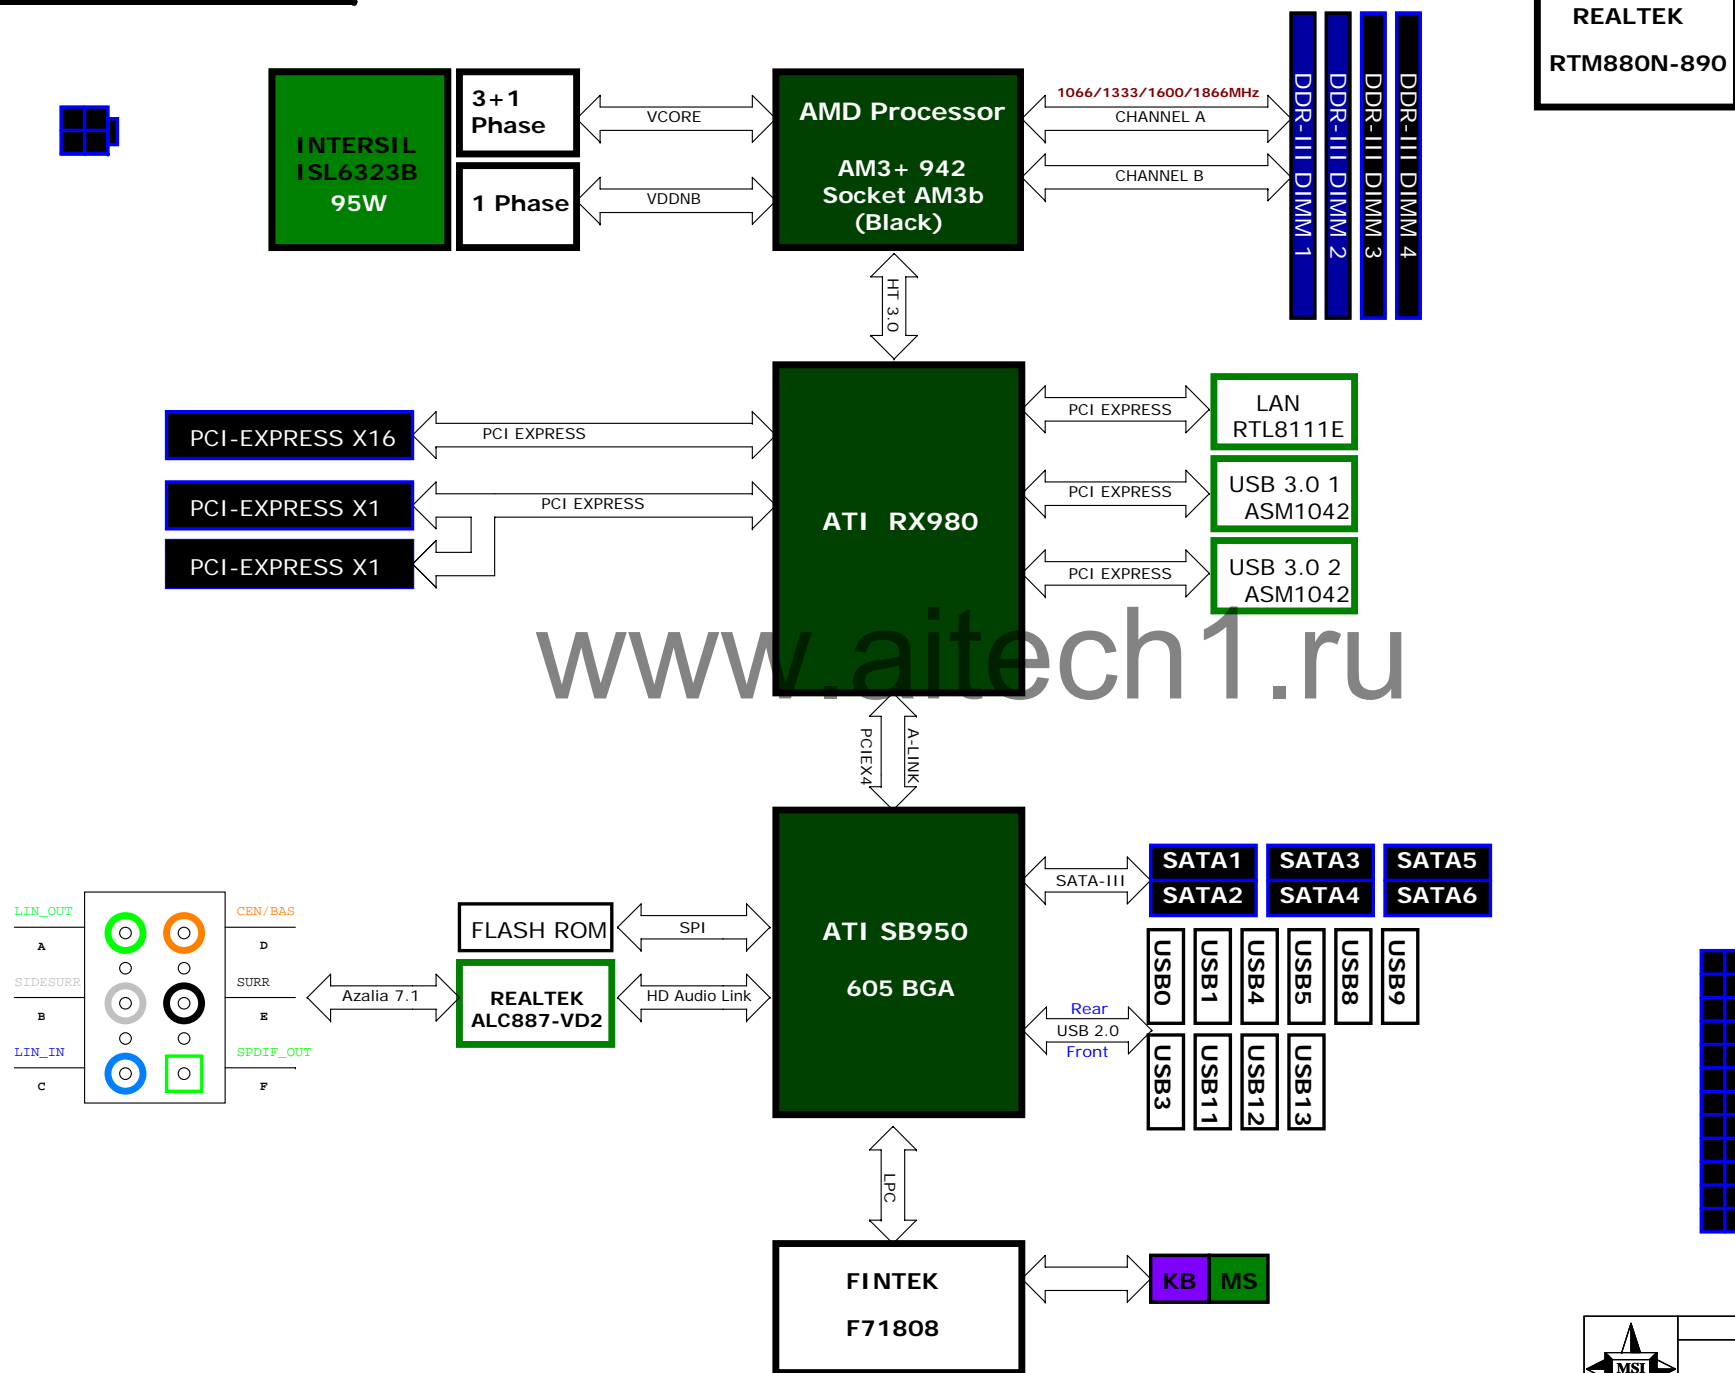 REALTEK
RTM880N-890
INTERSIL
ISL6323B
95W
3+1
Phase
1 Phase
VCORE
VDDNB
AMD Processor
AM3+ 942
Socket AM3b
(Black)
1066/1333/1600/1866MHz
CHANNEL A
CHANNEL B
DDR-III DIMM 1
DDR-III DIMM 2
DDR-III DIMM 3
DDR-III DIMM 4
HT 3.0
PCI-EXPRESS X16
PCI EXPRESS
PCI-EXPRESS X1
PCI EXPRESS
PCI-EXPRESS X1
ATI RX980
PCI EXPRESS
LAN
RTL8111E
PCI EXPRESS
USB 3.0 1
ASM1042
PCI EXPRESS
USB 3.0 2
ASM1042
www.aitech1.ru
PCIEX4
A-LINK
LIN_OUT
A
SIDESURR
B
LIN_IN
C
CEN/BAS
D
SURR
E
SPDIF_OUT
F
Azalia 7.1
FLASH ROM
SPI
REALTEK
ALC887-VD2
HD Audio Link
ATI SB950
605 BGA
SATA-III
SATA1
SATA2
SATA3
SATA4
SATA5
SATA6
Rear
USB 2.0
Front
USB0
USB1
USB4
USB5
USB8
USB9
USB3
USB11
USB12
USB13
LPC
FINTEK
F71808
KB
MS
MSI